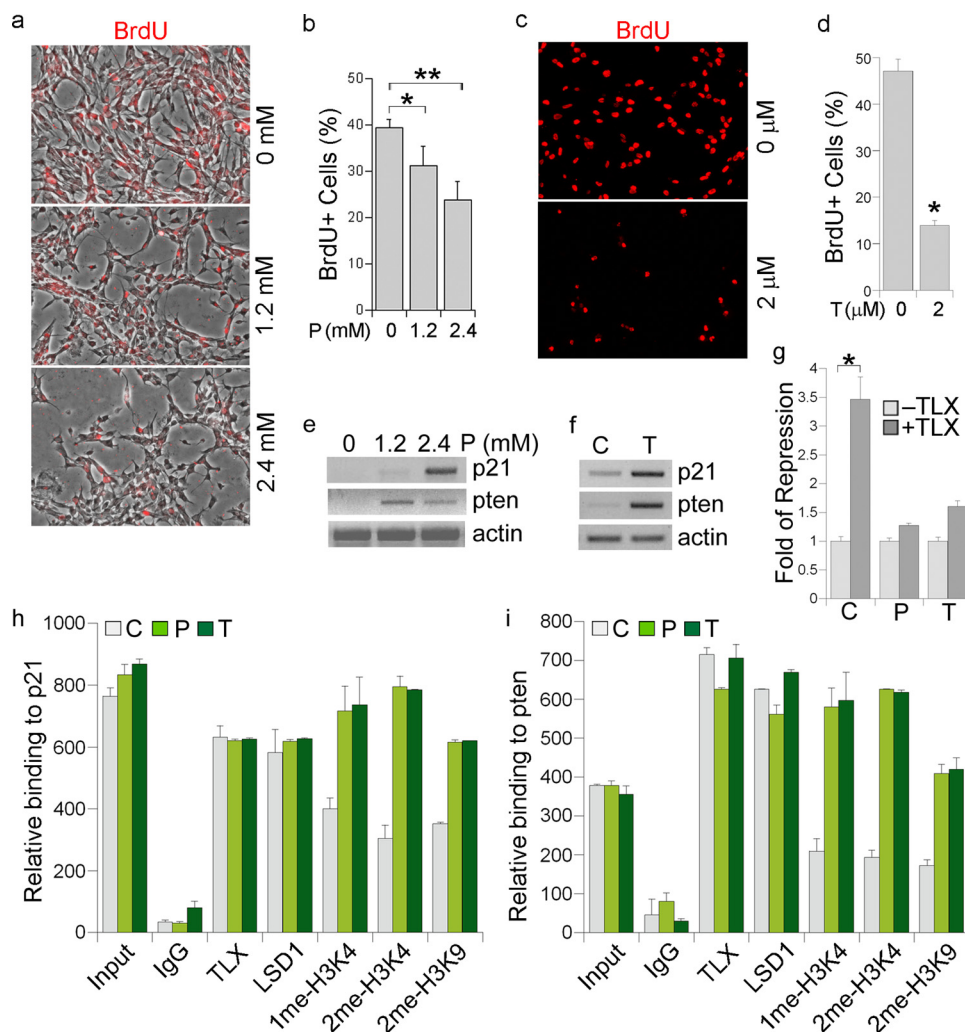 a
BrdU
0 mM
1.2 mM
2.4 mM
b
BrdU+ Cells (%)
50
40
30
20
10
0
**
*
P (mM) 0 1.2 2.4
c
BrdU
0 μM
2 μM
d
BrdU+ Cells (%)
50
40
30
20
10
0
*
T (μM) 0 2
e
0 1.2 2.4 P (mM)
p21
pten
actin
f
C T
p21
pten
actin
g
Fold of Repression
4
3.5
3
2.5
2
1.5
1
0.5
0
*
–TLX
+TLX
C P T
h
C P T
Relative binding to p21
1000
800
600
400
200
0
Input IgG TLX LSD1 1me-H3K4 2me-H3K4 2me-H3K9
i
C P T
Relative binding to pten
800
700
600
500
400
300
200
100
0
Input IgG TLX LSD1 1me-H3K4 2me-H3K4 2me-H3K9